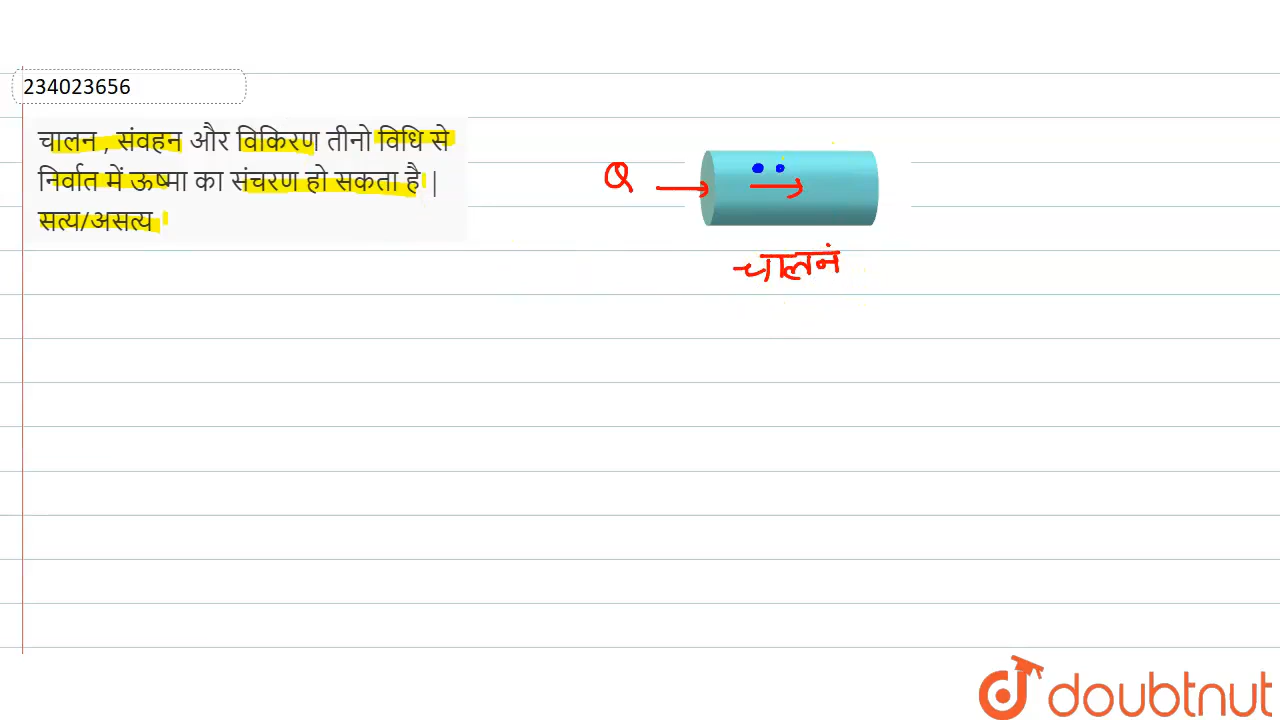 234023656
चालन , संवहन और विकिरण तीनो विधि से
निर्वात में ऊष्मा का संचरण हो सकता है |
सत्य/असत्य
Q
चालन
doubtnut